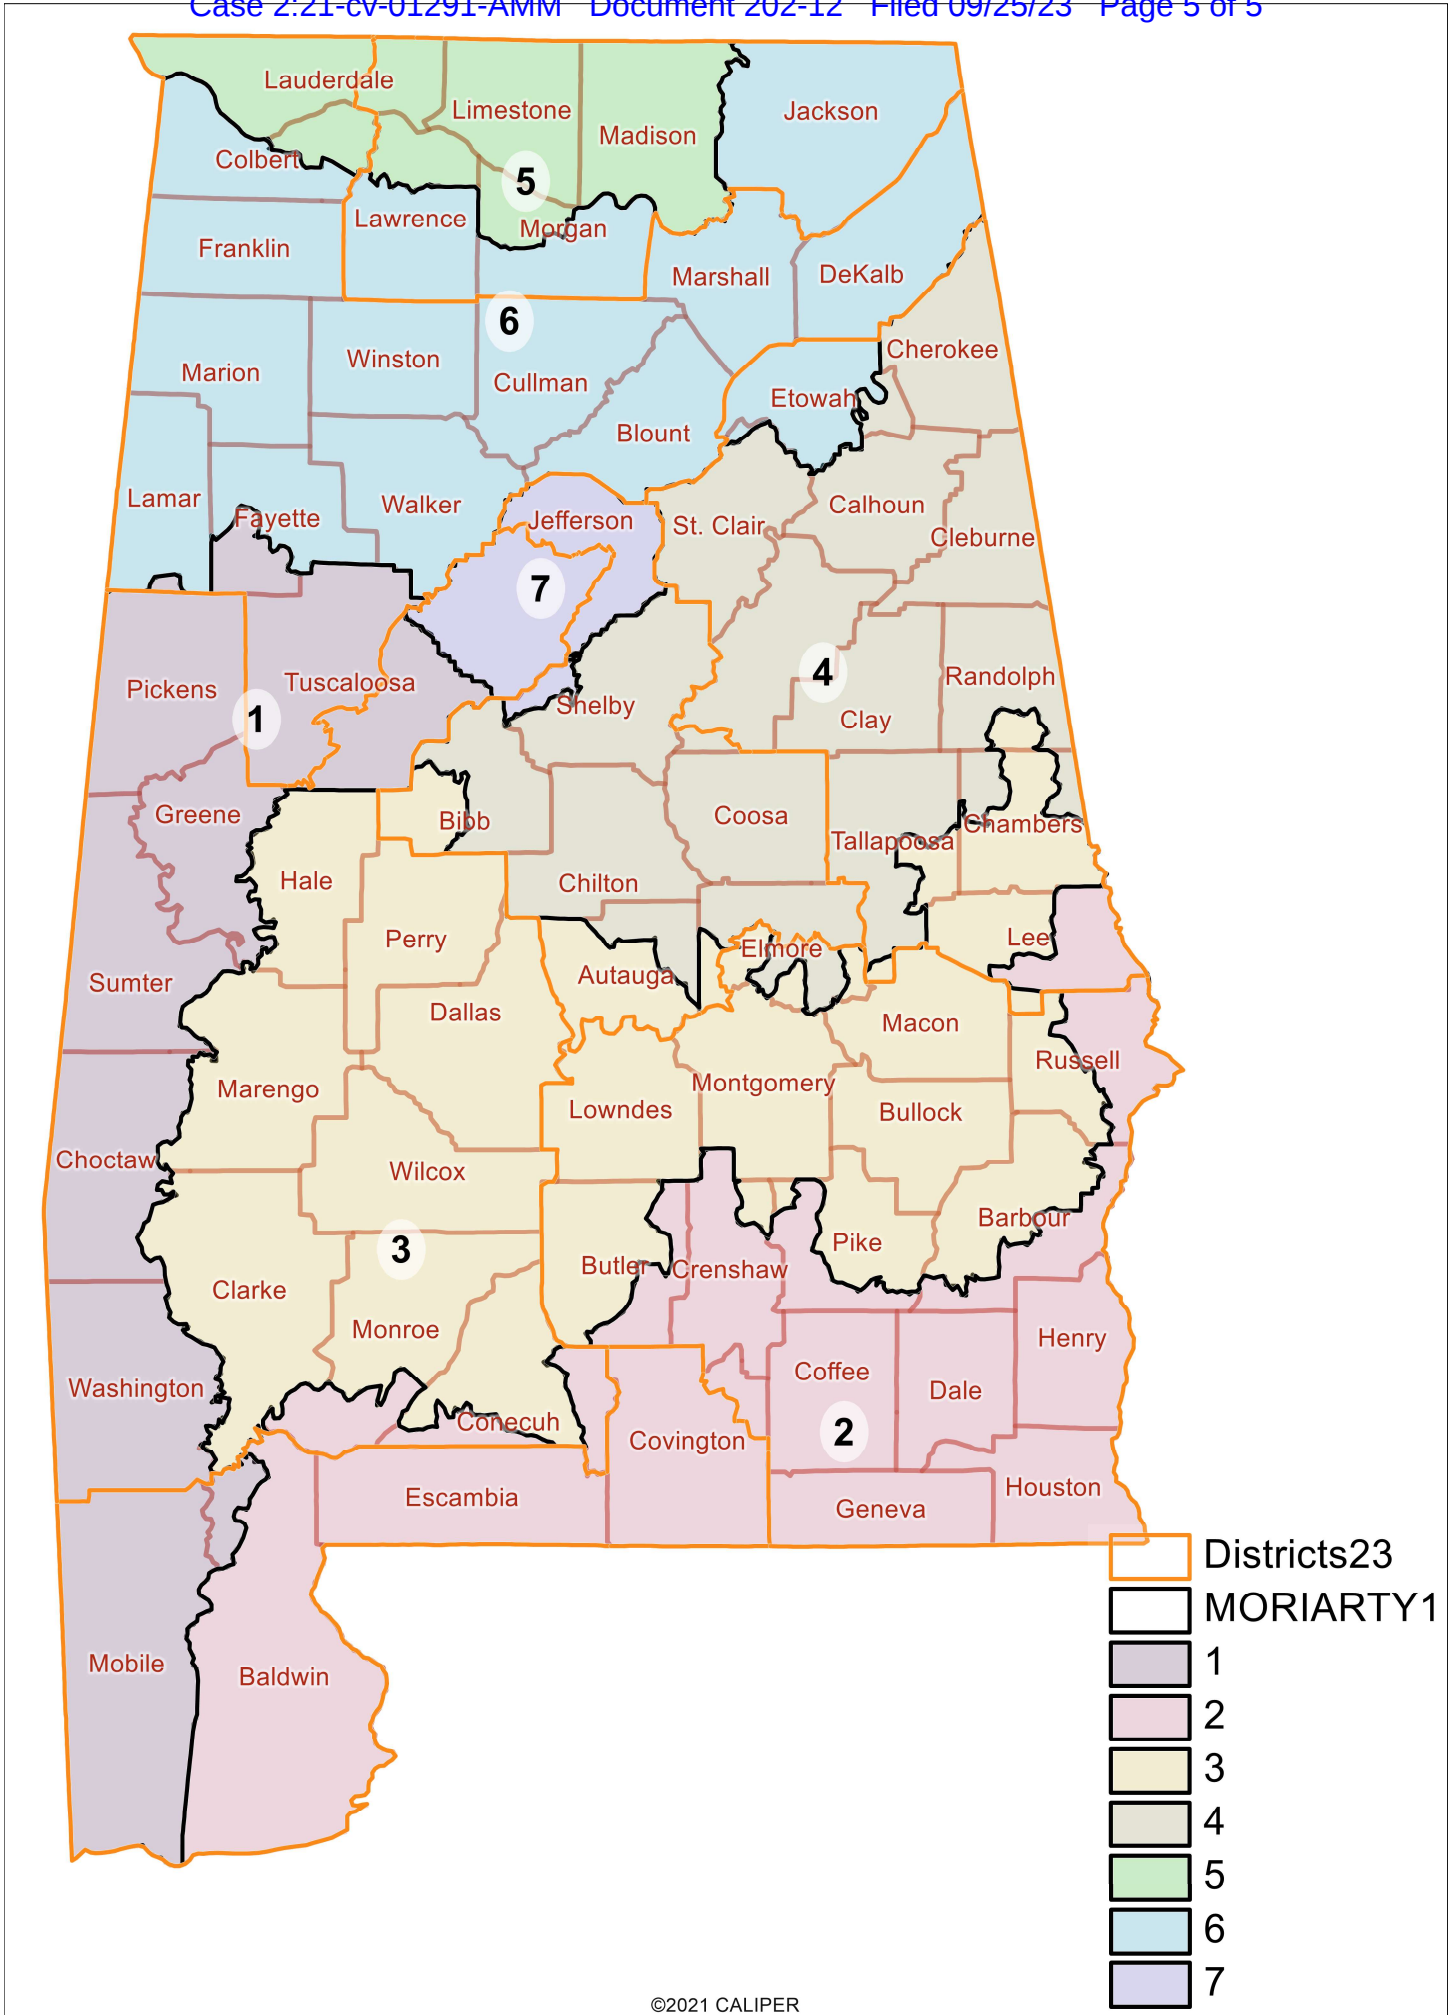 Case 2:21-cv-01291-AMM Document 202-12 Filed 09/25/23 Page 5 of 5
Lauderdale
Limestone
Madison
Jackson
Colbert
5
Lawrence
Morgan
Franklin
Marshall
DeKalb
6
Cherokee
Marion
Winston
Cullman
Etowah
Blount
Lamar
Fayette
Walker
Jefferson
St. Clair
Calhoun
Cleburne
7
Pickens
Tuscaloosa
1
Shelby
4
Clay
Randolph
Greene
Bibb
Coosa
Tallapoosa
Chambers
Hale
Chilton
Perry
Elmore
Lee
Sumter
Autauga
Dallas
Macon
Marengo
Montgomery
Russell
Lowndes
Bullock
Choctaw
Wilcox
Barbour
3
Pike
Clarke
Butler
Crenshaw
Monroe
Henry
Washington
Coffee
Dale
Conecuh
Covington
2
Escambia
Geneva
Houston
Mobile
Baldwin
Districts23
MORIARTY1
1
2
3
4
5
6
7
©2021 CALIPER